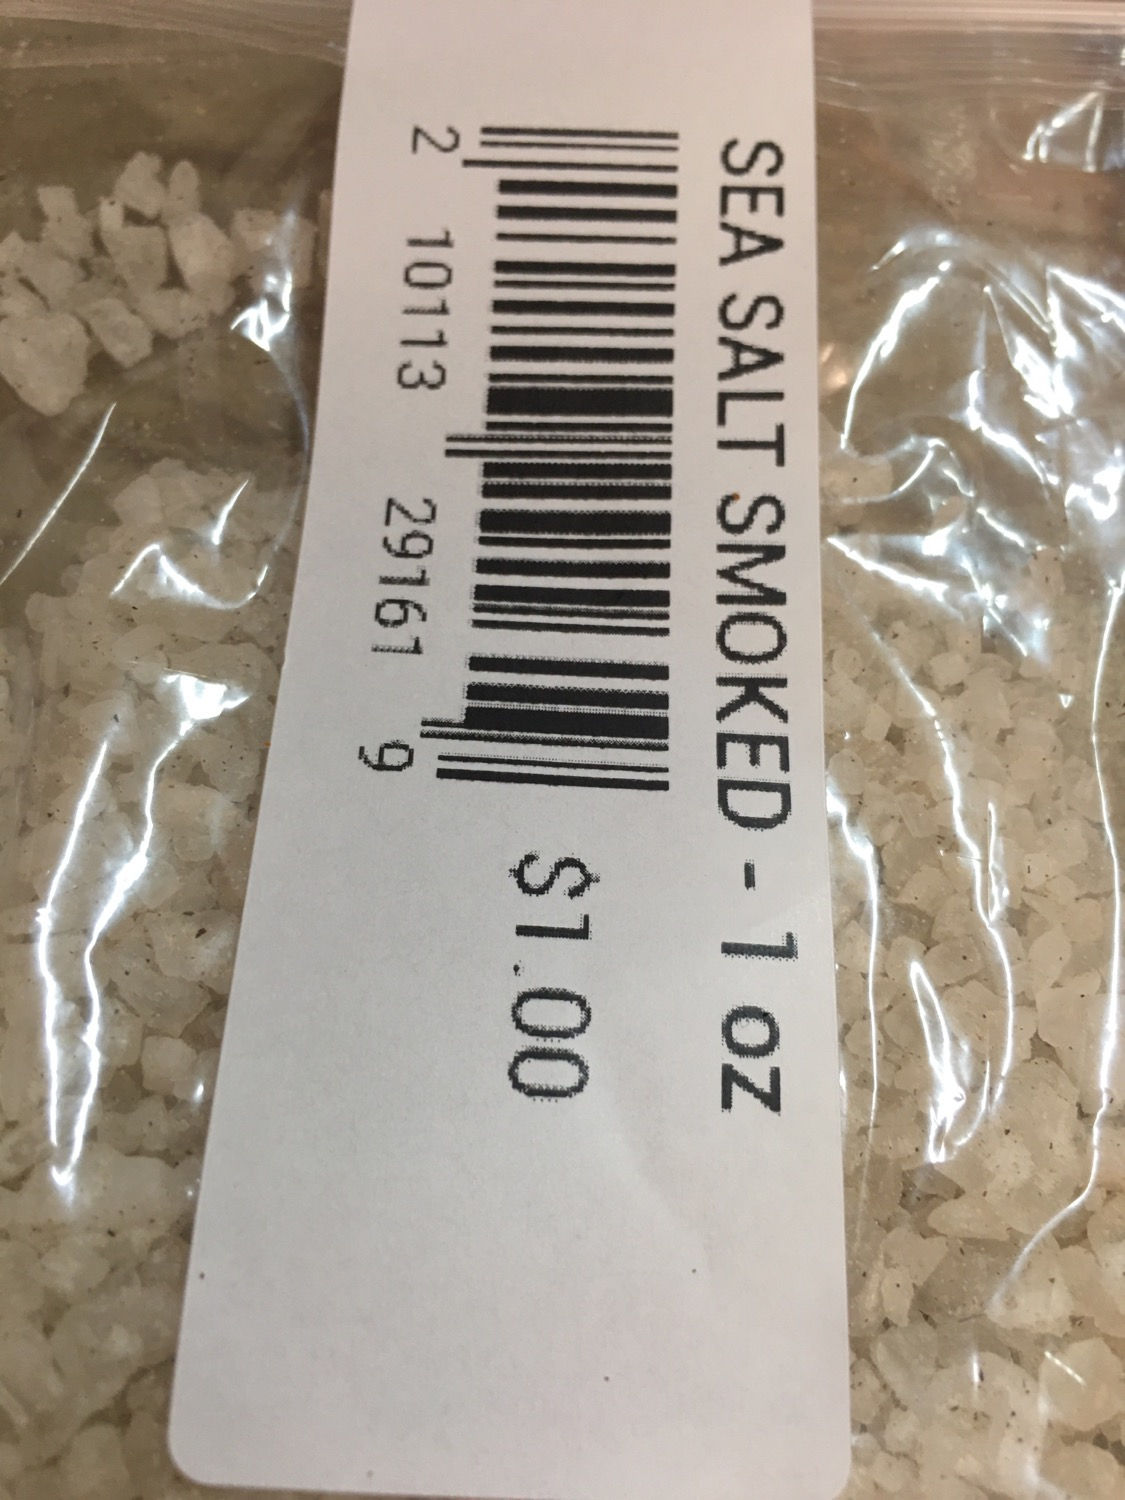 SEA SALT SMOKED - 1 oz
$1.00
2 10113 29161 9